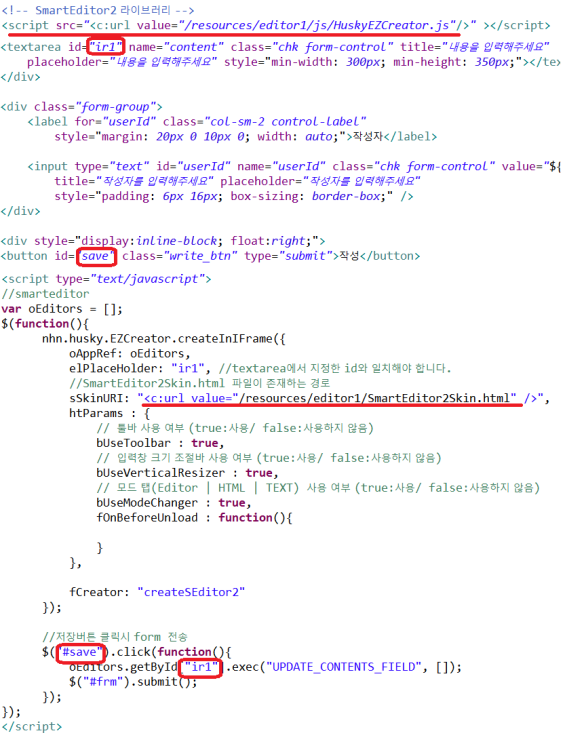 <!-- SmartEditor2 라이브러리 -->
<script src="<c:url value="/resources/editor1/js/HuskyEZCreator.js"/>" ></script>
<textarea id="ir1" name="content" class="chk form-control" title="내용을 입력해주세요"
placeholder="내용을 입력해주세요" style="min-width: 300px; min-height: 350px;"></te
</div>
<div class="form-group">
<label for="userId" class="col-sm-2 control-label"
style="margin: 20px 0 10px 0; width: auto;">작성자</label>
<input type="text" id="userId" name="userId" class="chk form-control" value="${
title="작성자를 입력해주세요" placeholder="작성자를 입력해주세요"
style="padding: 6px 16px; box-sizing: border-box;" />
</div>
<div style="display:inline-block; float:right;">
<button id="save" class="write_btn" type="submit">작성</button>
<script type="text/javascript">
//smarteditor
var oEditors = [];
$(function(){
nhn.husky.EZCreator.createInIFrame({
oAppRef: oEditors,
elPlaceHolder: "ir1", //textarea에서 지정한 id와 일치해야 합니다.
//SmartEditor2Skin.html 파일이 존재하는 경로
sSkinURI: "<c:url value="/resources/editor1/SmartEditor2Skin.html" />",
htParams : {
// 툴바 사용 여부 (true:사용/ false:사용하지 않음)
bUseToolbar : true,
// 입력창 크기 조절바 사용 여부 (true:사용/ false:사용하지 않음)
bUseVerticalResizer : true,
// 모드 탭(Editor | HTML | TEXT) 사용 여부 (true:사용/ false:사용하지 않음)
bUseModeChanger : true,
fOnBeforeUnload : function(){
}
},
fCreator: "createSEditor2"
});
//저장버튼 클릭시 form 전송
$("#save").click(function(){
oEditors.getById["ir1"].exec("UPDATE_CONTENTS_FIELD", []);
$("#frm").submit();
});
});
</script>